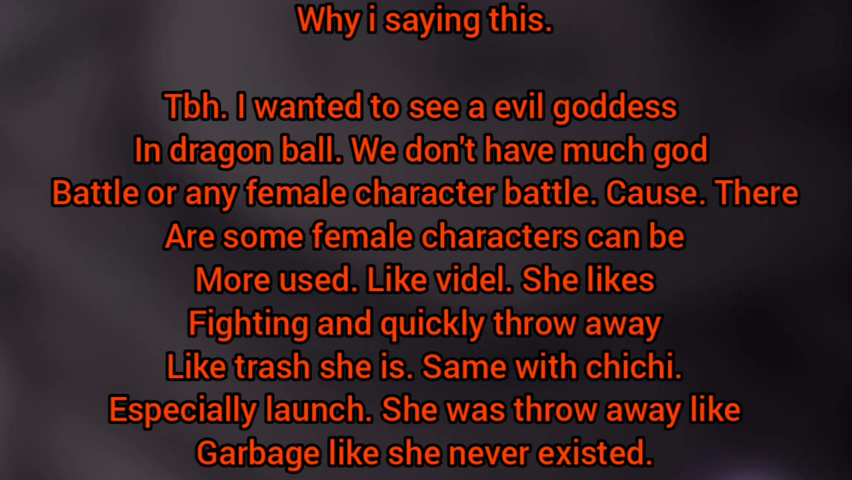 Why i saying this.
Tbh. I wanted to see a evil goddess
In dragon ball. We don't have much god
Battle or any female character battle. Cause. There
Are some female characters can be
More used. Like videl. She likes
Fighting and quickly throw away
Like trash she is. Same with chichi.
Especially launch. She was throw away like
Garbage like she never existed.